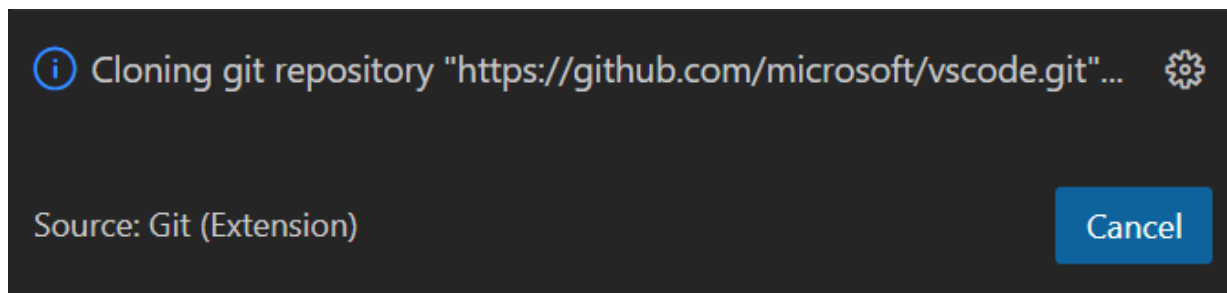 Cloning git repository "https://github.com/microsoft/vscode.git"...
Source: Git (Extension)
Cancel